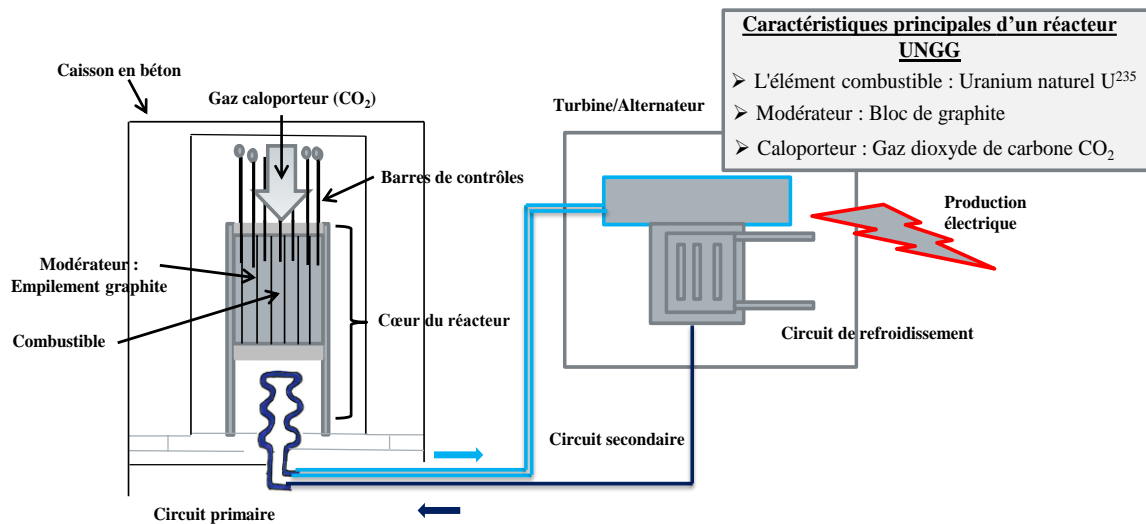 Caractéristiques principales d'un réacteur
UNGG
➢ L'élément combustible : Uranium naturel U²³⁵
➢ Modérateur : Bloc de graphite
➢ Caloporteur : Gaz dioxyde de carbone CO₂
Caisson en béton
Gaz caloporteur (CO₂)
Turbine/Alternateur
Barres de contrôles
Production
électrique
Modérateur :
Empilement graphite
Cœur du réacteur
Combustible
Circuit de refroidissement
Circuit secondaire
Circuit primaire